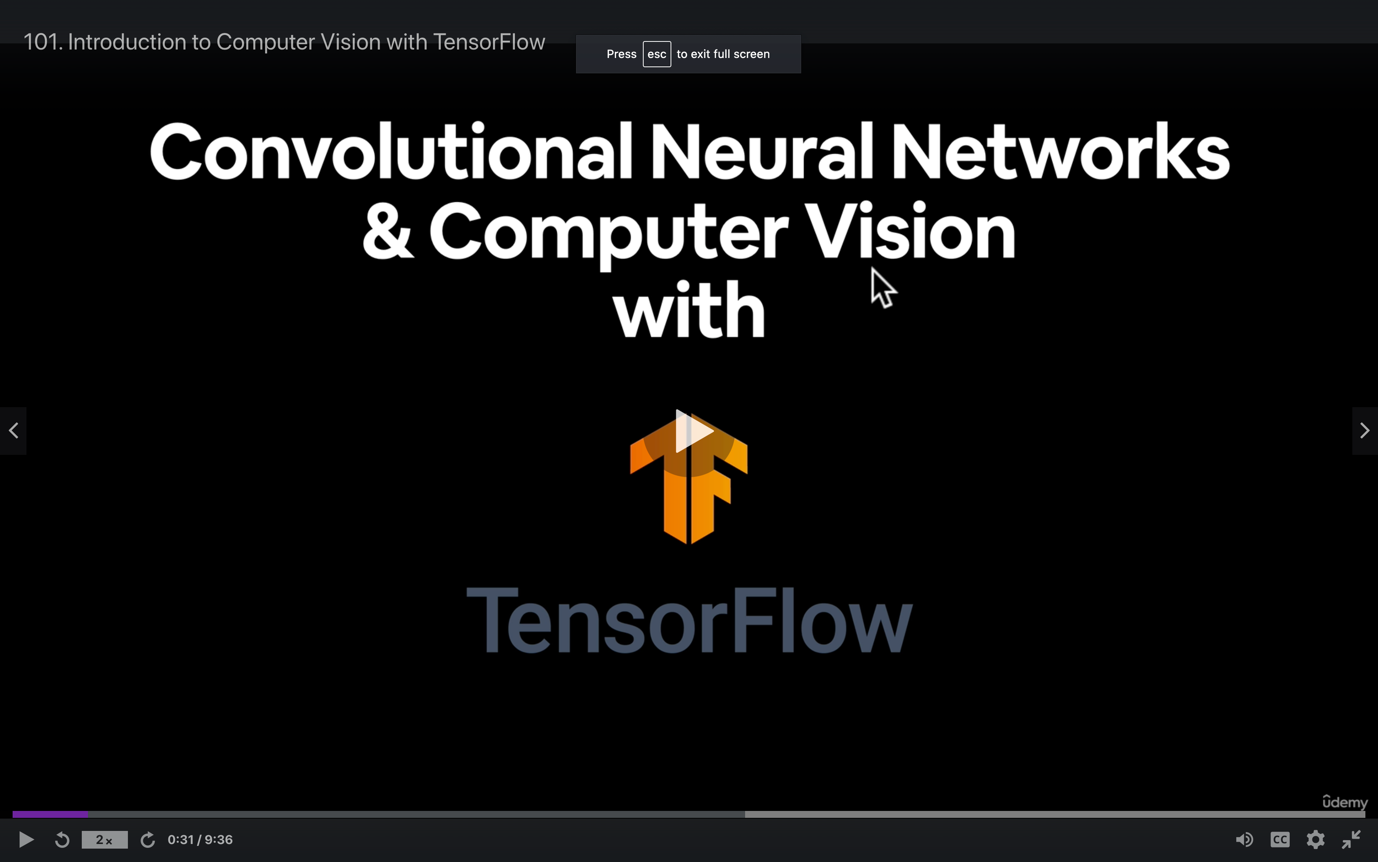 101. Introduction to Computer Vision with TensorFlow
Press esc to exit full screen
Convolutional Neural Networks
& Computer Vision
with
TensorFlow
ûdemy
2x
0:31 / 9:36
CC